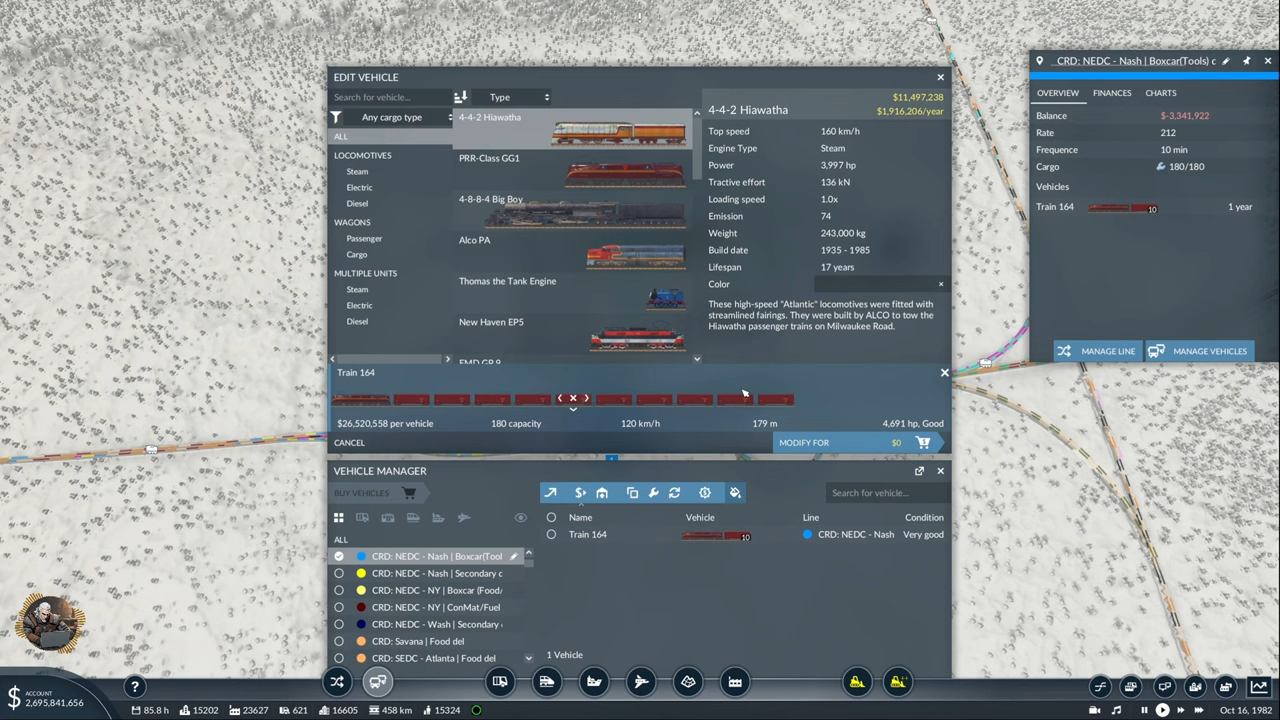 EDIT VEHICLE
Search for vehicle...
Type
Any cargo type
ALL
LOCOMOTIVES
Steam
Electric
Diesel
WAGONS
Passenger
Cargo
MULTIPLE UNITS
Steam
Electric
Diesel
4-4-2 Hiawatha
PRR-Class GG1
4-8-8-4 Big Boy
Alco PA
Thomas the Tank Engine
New Haven EP5
EMD GP 9
$11,497,238
4-4-2 Hiawatha
$1,916,206/year
Top speed 160 km/h
Engine Type Steam
Power 3,997 hp
Tractive effort 136 kN
Loading speed 1.0x
Emission 74
Weight 243,000 kg
Build date 1935 - 1985
Lifespan 17 years
Color
These high-speed "Atlantic" locomotives were fitted with
streamlined fairings. They were built by ALCO to tow the
Hiawatha passenger trains on Milwaukee Road.
Train 164
$26,520,558 per vehicle 180 capacity 120 km/h 179 m 4,691 hp, Good
CANCEL
MODIFY FOR $0
VEHICLE MANAGER
BUY VEHICLES
Search for vehicle...
ALL
CRD: NEDC - Nash | Boxcar(Tool
CRD: NEDC - Nash | Secondary c
CRD: NEDC - NY | Boxcar (Food/
CRD: NEDC - NY | ConMat/Fuel
CRD: NEDC - Wash | Secondary
CRD: Savana | Food del
CRD: SEDC - Atlanta | Food del
Name Vehicle Line Condition
Train 164 10 CRD: NEDC - Nash Very good
1 Vehicle
_CRD: NEDC - Nash | Boxcar(Tools) c
OVERVIEW FINANCES CHARTS
Balance $-3,341,922
Rate 212
Frequence 10 min
Cargo 180/180
Vehicles
Train 164 10 1 year
MANAGE LINE MANAGE VEHICLES
$ ACCOUNT
2,695,841,656
?
85.8 h 15202 23627 621 16605 458 km 15324
Oct 16, 1982